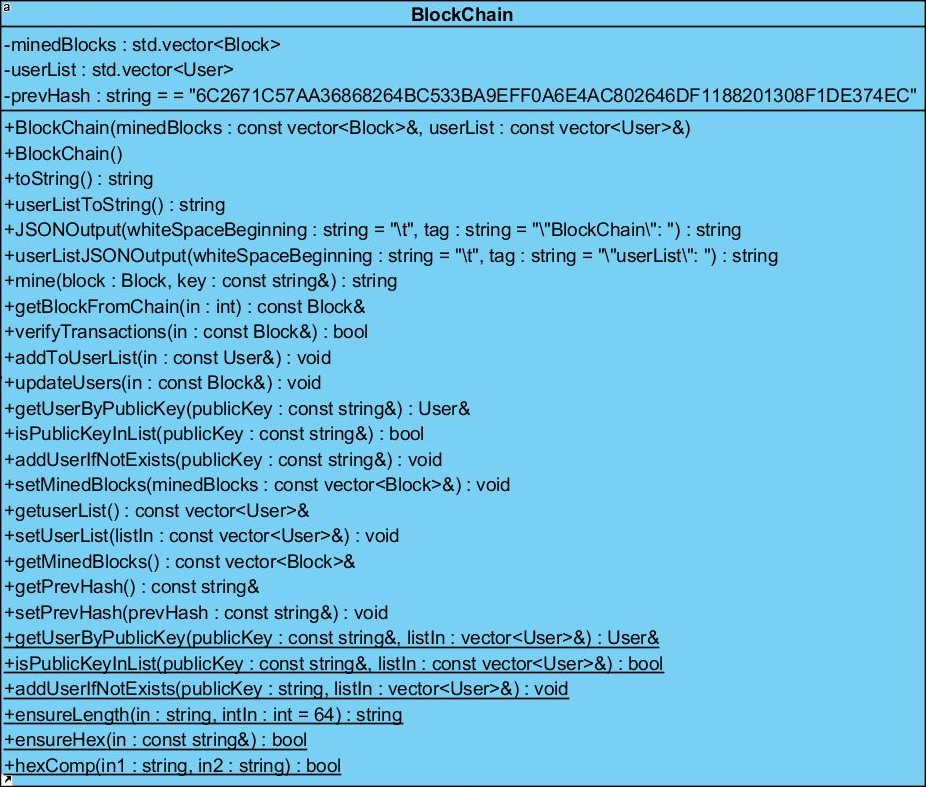 a
BlockChain
-minedBlocks : std.vector<Block>
-userList : std.vector<User>
-prevHash : string = = "6C2671C57AA36868264BC533BA9EFF0A6E4AC802646DF1188201308F1DE374EC"
+BlockChain(minedBlocks : const vector<Block>&, userList : const vector<User>&)
+BlockChain()
+toString() : string
+userListToString() : string
+JSONOutput(whiteSpaceBeginning : string = "\t", tag : string = "\"BlockChain\": ") : string
+userListJSONOutput(whiteSpaceBeginning : string = "\t", tag : string = "\"userList\": ") : string
+mine(block : Block, key : const string&) : string
+getBlockFromChain(in : int) : const Block&
+verifyTransactions(in : const Block&) : bool
+addToUserList(in : const User&) : void
+updateUsers(in : const Block&) : void
+getUserByPublicKey(publicKey : const string&) : User&
+isPublicKeyInList(publicKey : const string&) : bool
+addUserIfNotExists(publicKey : const string&) : void
+setMinedBlocks(minedBlocks : const vector<Block>&) : void
+getuserList() : const vector<User>&
+setUserList(listIn : const vector<User>&) : void
+getMinedBlocks() : const vector<Block>&
+getPrevHash() : const string&
+setPrevHash(prevHash : const string&) : void
+getUserByPublicKey(publicKey : const string&, listIn : vector<User>&) : User&
+isPublicKeyInList(publicKey : const string&, listIn : const vector<User>&) : bool
+addUserIfNotExists(publicKey : string, listIn : vector<User>&) : void
+ensureLength(in : string, intIn : int = 64) : string
+ensureHex(in : const string&) : bool
+hexComp(in1 : string, in2 : string) : bool